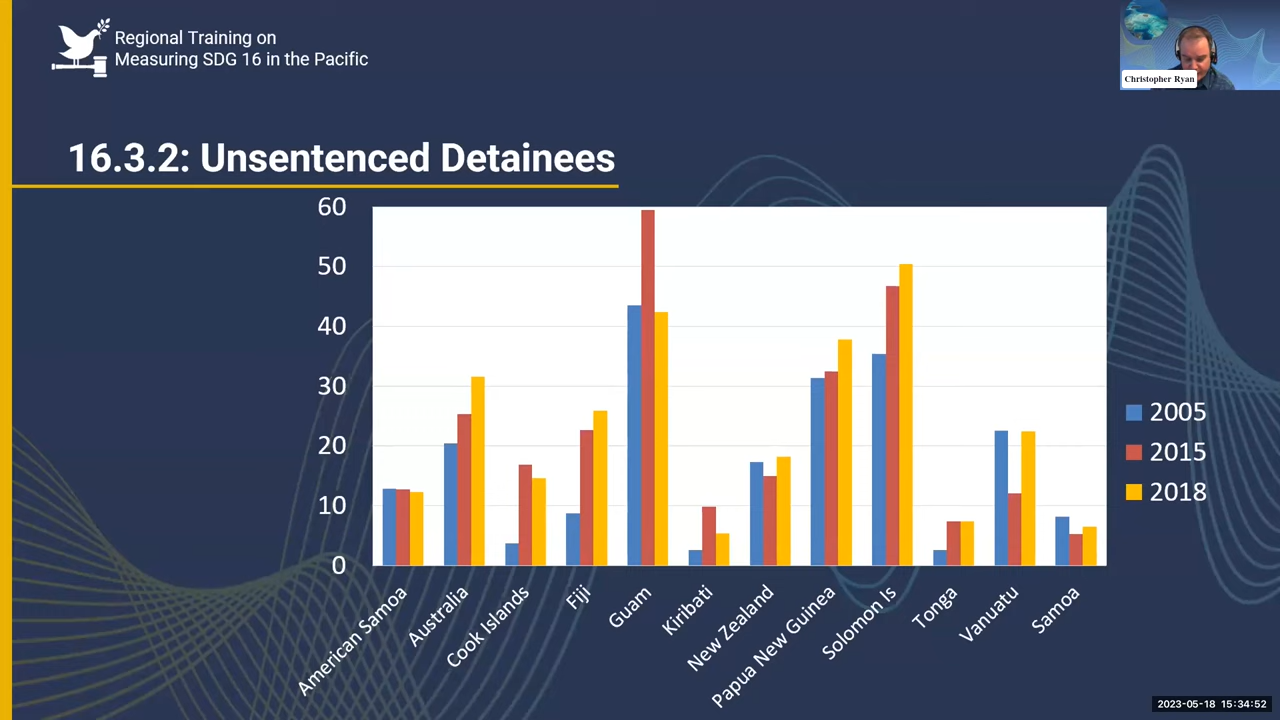 Regional Training on
Measuring SDG 16 in the Pacific
Christopher Ryan
16.3.2: Unsentenced Detainees
60
50
40
30
20
10
0
2005
2015
2018
American Samoa
Australia
Cook Islands
Fiji
Guam
Kiribati
New Zealand
Papua New Guinea
Solomon Is
Tonga
Vanuatu
Samoa
2023-05-18 15:34:52